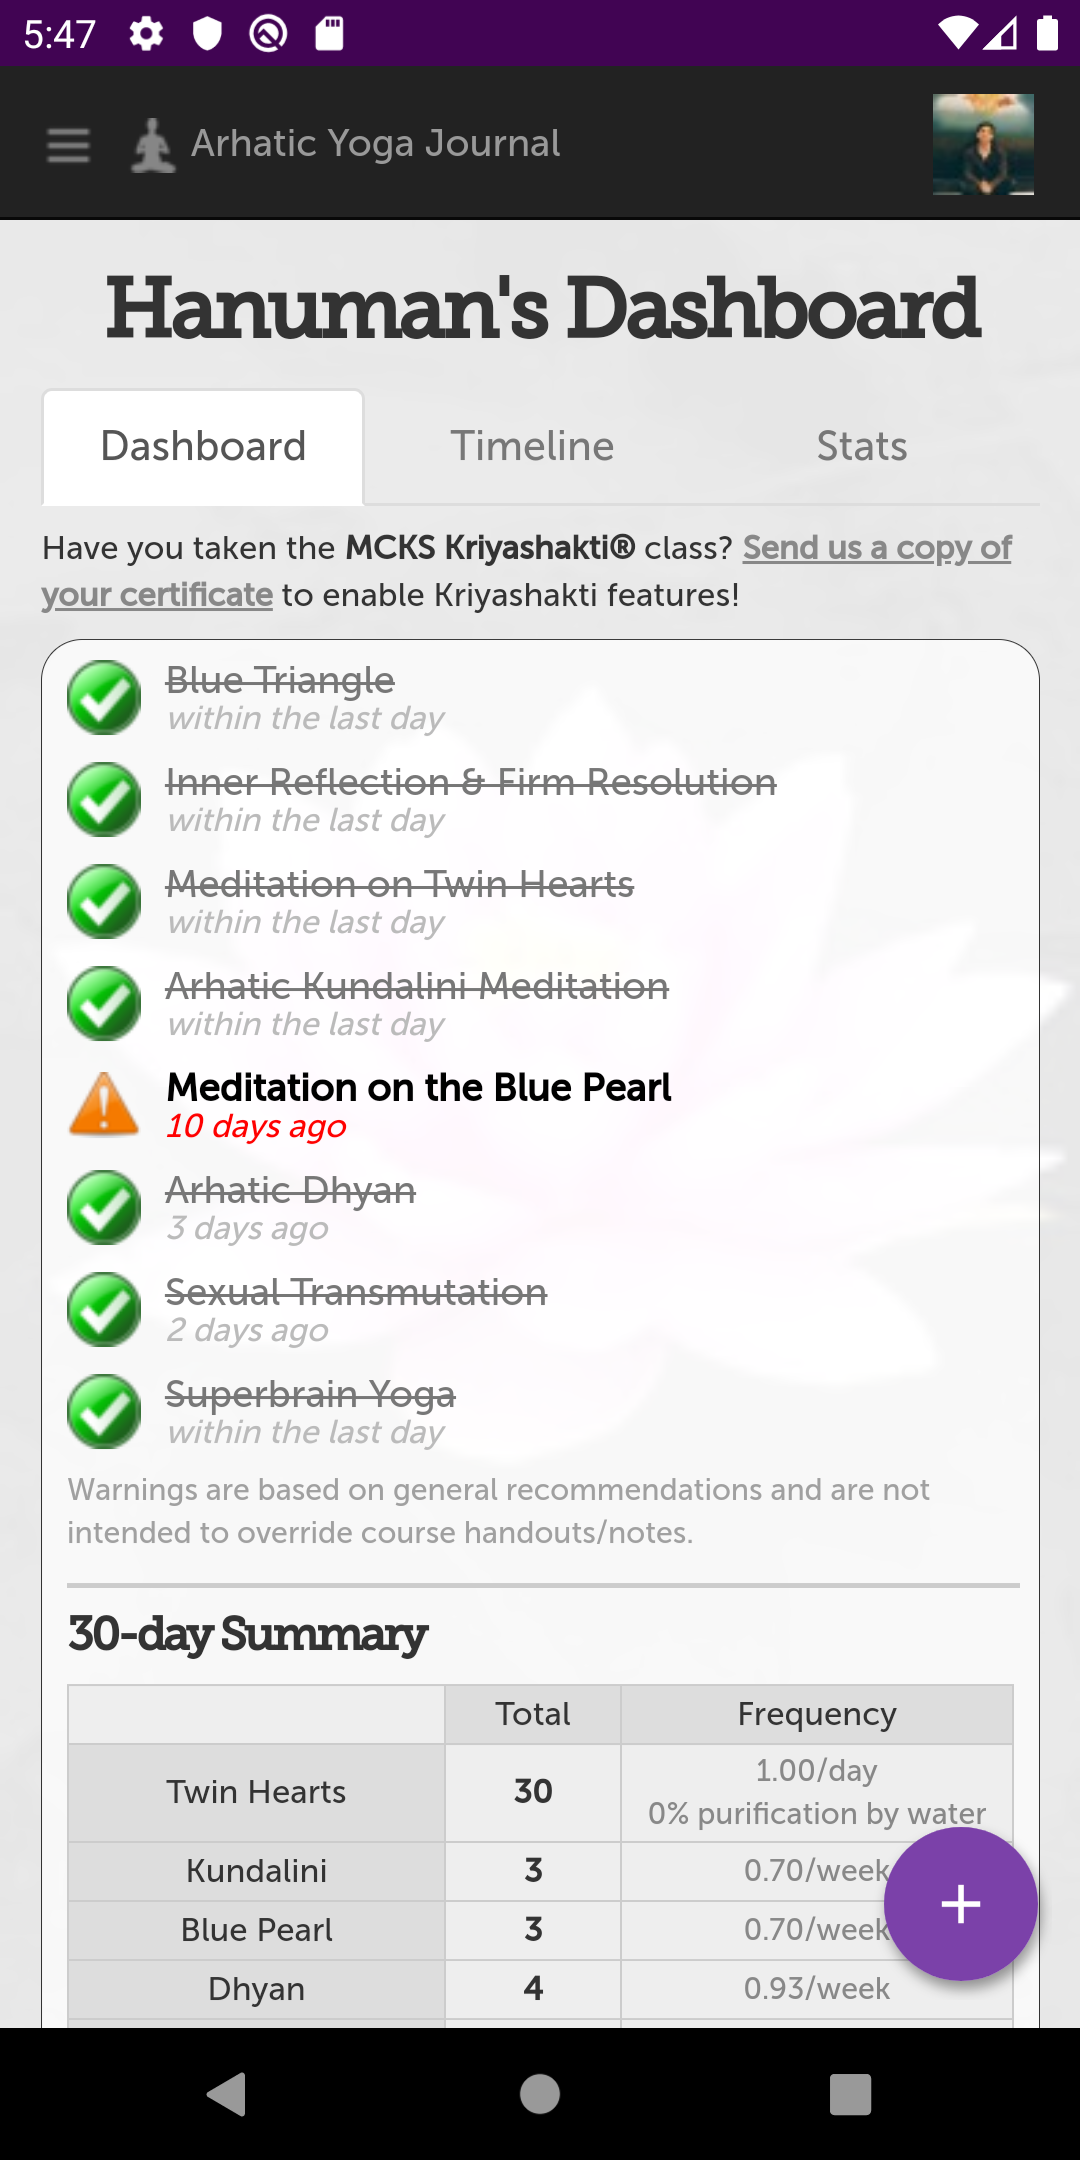 5:47
Arhatic Yoga Journal
Hanuman's Dashboard
Dashboard Timeline Stats
Have you taken the MCKS Kriyashakti® class? Send us a copy of
your certificate to enable Kriyashakti features!
Blue Triangle
within the last day
Inner Reflection & Firm Resolution
within the last day
Meditation on Twin Hearts
within the last day
Arhatic Kundalini Meditation
within the last day
Meditation on the Blue Pearl
10 days ago
Arhatic Dhyan
3 days ago
Sexual Transmutation
2 days ago
Superbrain Yoga
within the last day
Warnings are based on general recommendations and are not
intended to override course handouts/notes.
30-day Summary
Total Frequency
Twin Hearts 30 1.00/day
0% purification by water
Kundalini 3 0.70/week
Blue Pearl 3 0.70/week
Dhyan 4 0.93/week